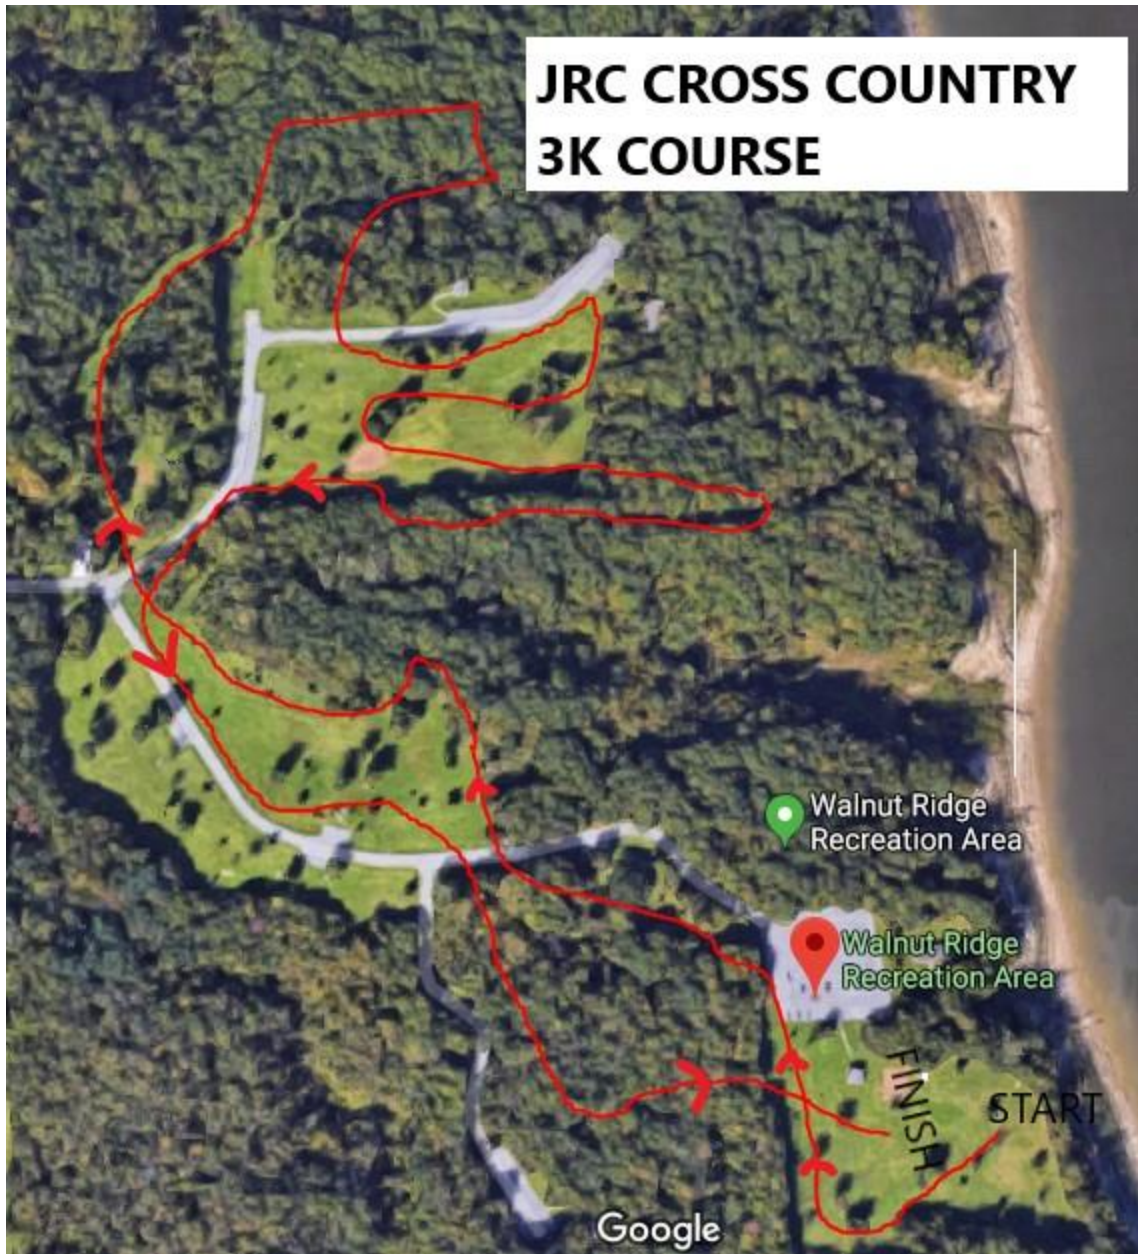 JRC CROSS COUNTRY
3K COURSE
Walnut Ridge
Recreation Area
Walnut Ridge
Recreation Area
FINISH
START
Google